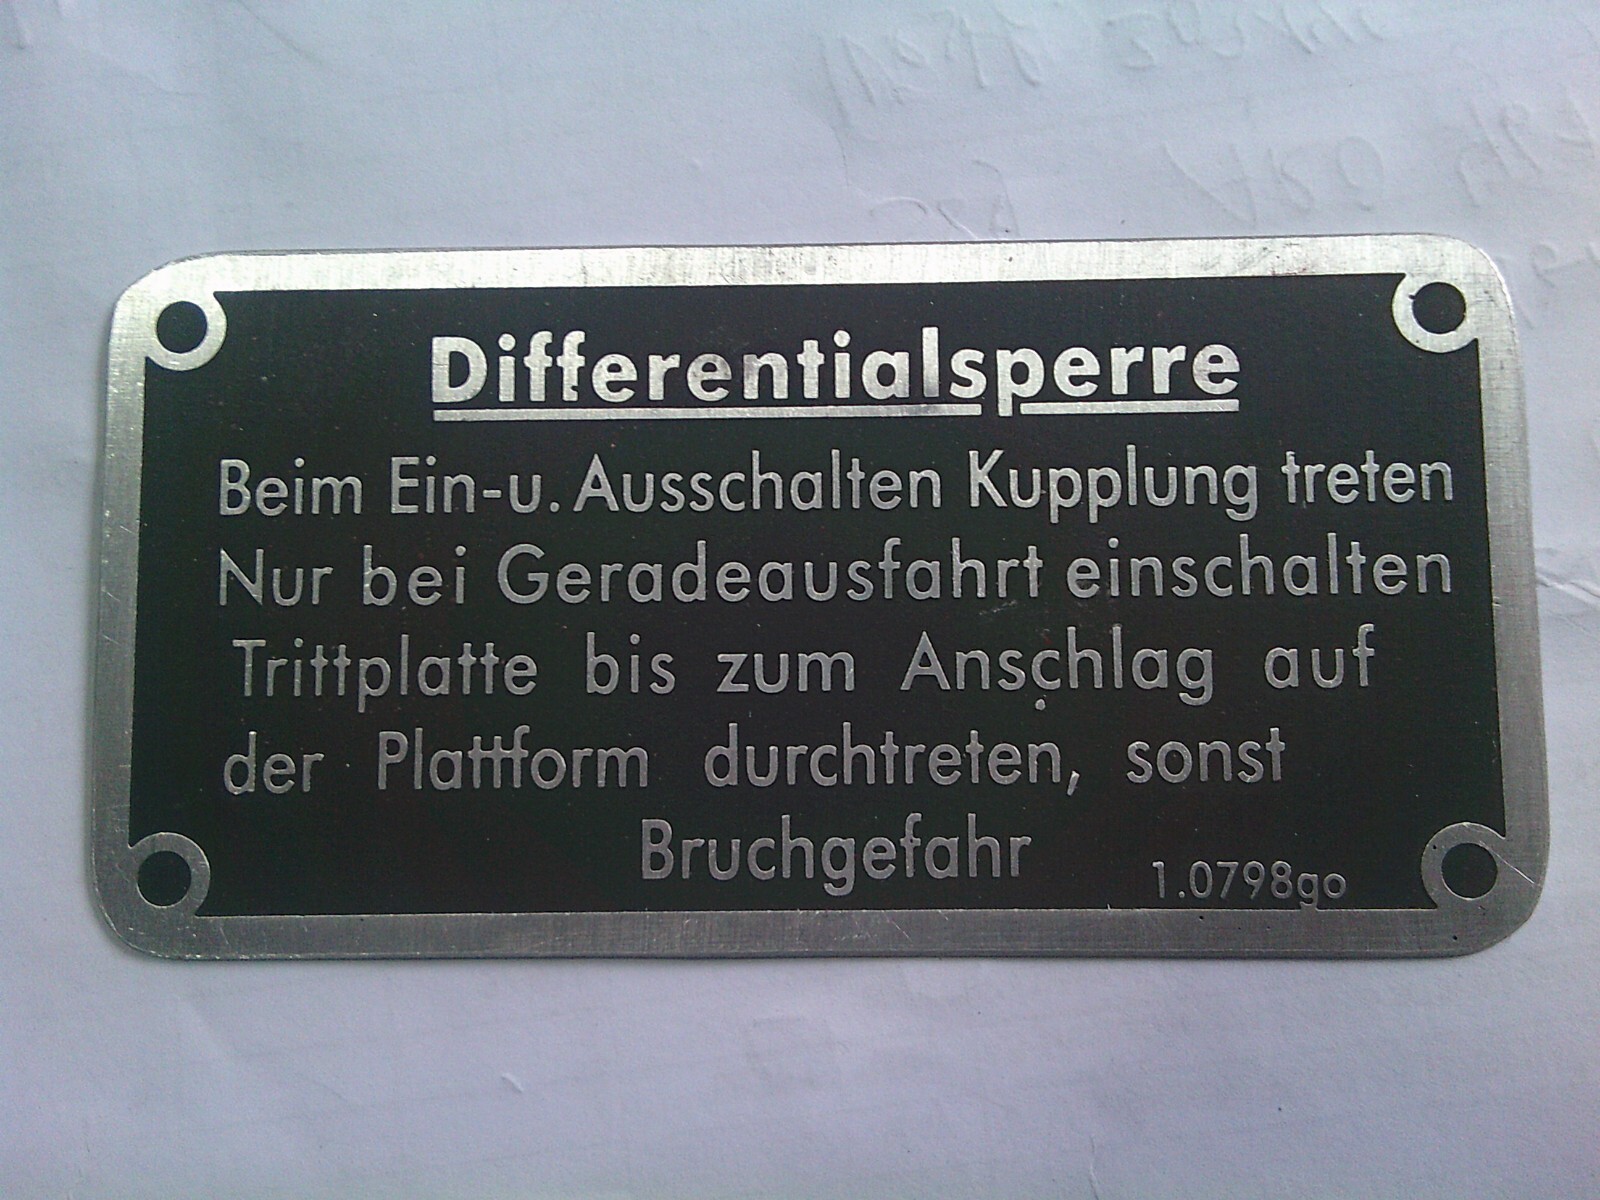 Differentialsperre
Beim Ein-u. Ausschalten Kupplung treten
Nur bei Geradeausfahrt einschalten
Trittplatte bis zum Anschlag auf
der Plattform durchtreten, sonst
Bruchgefahr
1.0798go